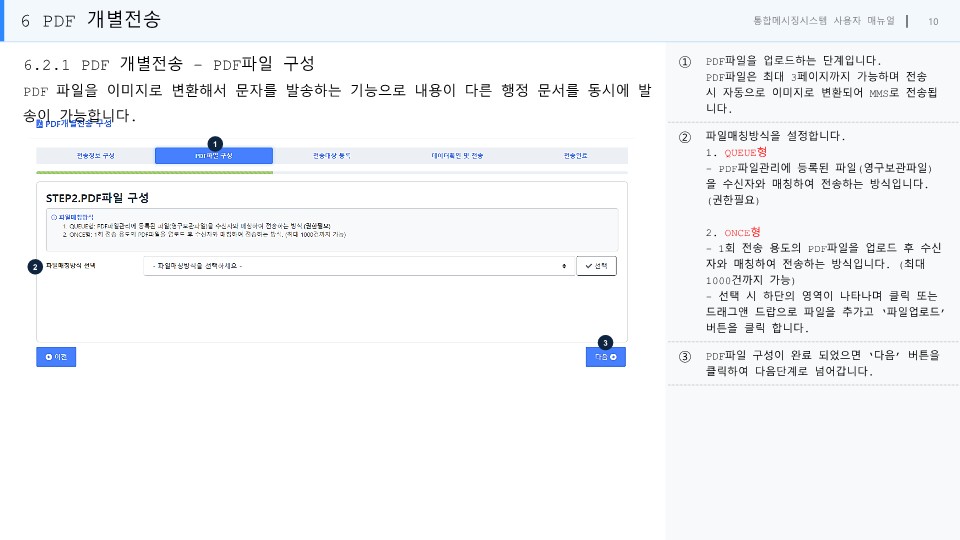 6 PDF 개별전송
통합메시징시스템 사용자 매뉴얼 | 10
6.2.1 PDF 개별전송 – PDF파일 구성
PDF 파일을 이미지로 변환해서 문자를 발송하는 기능으로 내용이 다른 행정 문서를 동시에 발
송이 가능합니다.
PDF개별전송 구성
1
전송정보 구성
PDF파일 구성
전송대상 등록
데이터확인 및 전송
전송완료
STEP2.PDF파일 구성
파일매칭방식
1. QUEUE형: PDF파일관리에 등록된 파일(영구보관파일)을 수신자와 매칭하여 전송하는 방식(권한필요)
2. ONCE형: 1회 전송 용도의 PDF파일을 업로드 후 수신자와 매칭하여 전송하는 방식, (최대 1000건까지 가능)
2 파일매칭방식 선택
- 파일매칭방식을 선택하세요 -
선택
3
이전
다음
① PDF파일을 업로드하는 단계입니다.
PDF파일은 최대 3페이지까지 가능하며 전송
시 자동으로 이미지로 변환되어 MMS로 전송됩
니다.
② 파일매칭방식을 설정합니다.
1. QUEUE형
– PDF파일관리에 등록된 파일(영구보관파일)
을 수신자와 매칭하여 전송하는 방식입니다.
(권한필요)
2. ONCE형
– 1회 전송 용도의 PDF파일을 업로드 후 수신
자와 매칭하여 전송하는 방식입니다. (최대
1000건까지 가능)
– 선택 시 하단의 영역이 나타나며 클릭 또는
드래그앤 드랍으로 파일을 추가고 ‘파일업로드’
버튼을 클릭 합니다.
③ PDF파일 구성이 완료 되었으면 ‘다음’ 버튼을
클릭하여 다음단계로 넘어갑니다.